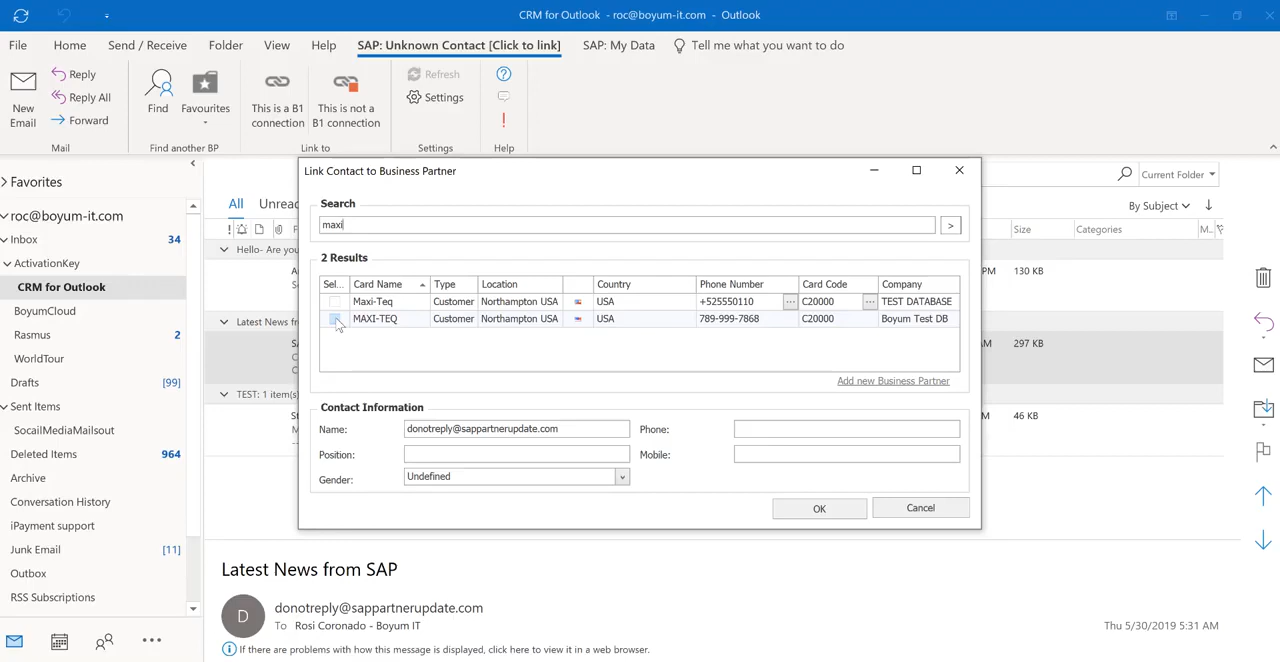 CRM for Outlook - roc@boyum-it.com - Outlook
File Home Send / Receive Folder View Help SAP: Unknown Contact [Click to link] SAP: My Data Tell me what you want to do
New Email
Reply
Reply All
Forward
Mail
Find
Favourites
Find another BP
This is a B1 connection
This is not a B1 connection
Link to
Refresh
Settings
Settings
Help
Favorites
roc@boyum-it.com
Inbox 34
ActivationKey
CRM for Outlook
BoyumCloud
Rasmus 2
WorldTour
Drafts [99]
Sent Items
SocailMediaMailsout
Deleted Items 964
Archive
Conversation History
iPayment support
Junk Email [11]
Outbox
RSS Subscriptions
All Unread
Current Folder
By Subject
Size Categories M..
Hello- Are you
PM 130 KB
Latest News fr
AM 297 KB
TEST: 1 item(s)
M 46 KB
Link Contact to Business Partner
Search
maxi
>
2 Results
Sel... Card Name Type Location Country Phone Number Card Code Company
Maxi-Teq Customer Northampton USA USA +525550110 ... C20000 ... TEST DATABASE
MAXI-TEQ Customer Northampton USA USA 789-999-7868 C20000 Boyum Test DB
Add new Business Partner
Contact Information
Name: donotreply@sappartnerupdate.com Phone:
Position: Mobile:
Gender: Undefined
OK Cancel
Latest News from SAP
D
donotreply@sappartnerupdate.com
To Rosi Coronado - Boyum IT
Thu 5/30/2019 5:31 AM
If there are problems with how this message is displayed, click here to view it in a web browser.